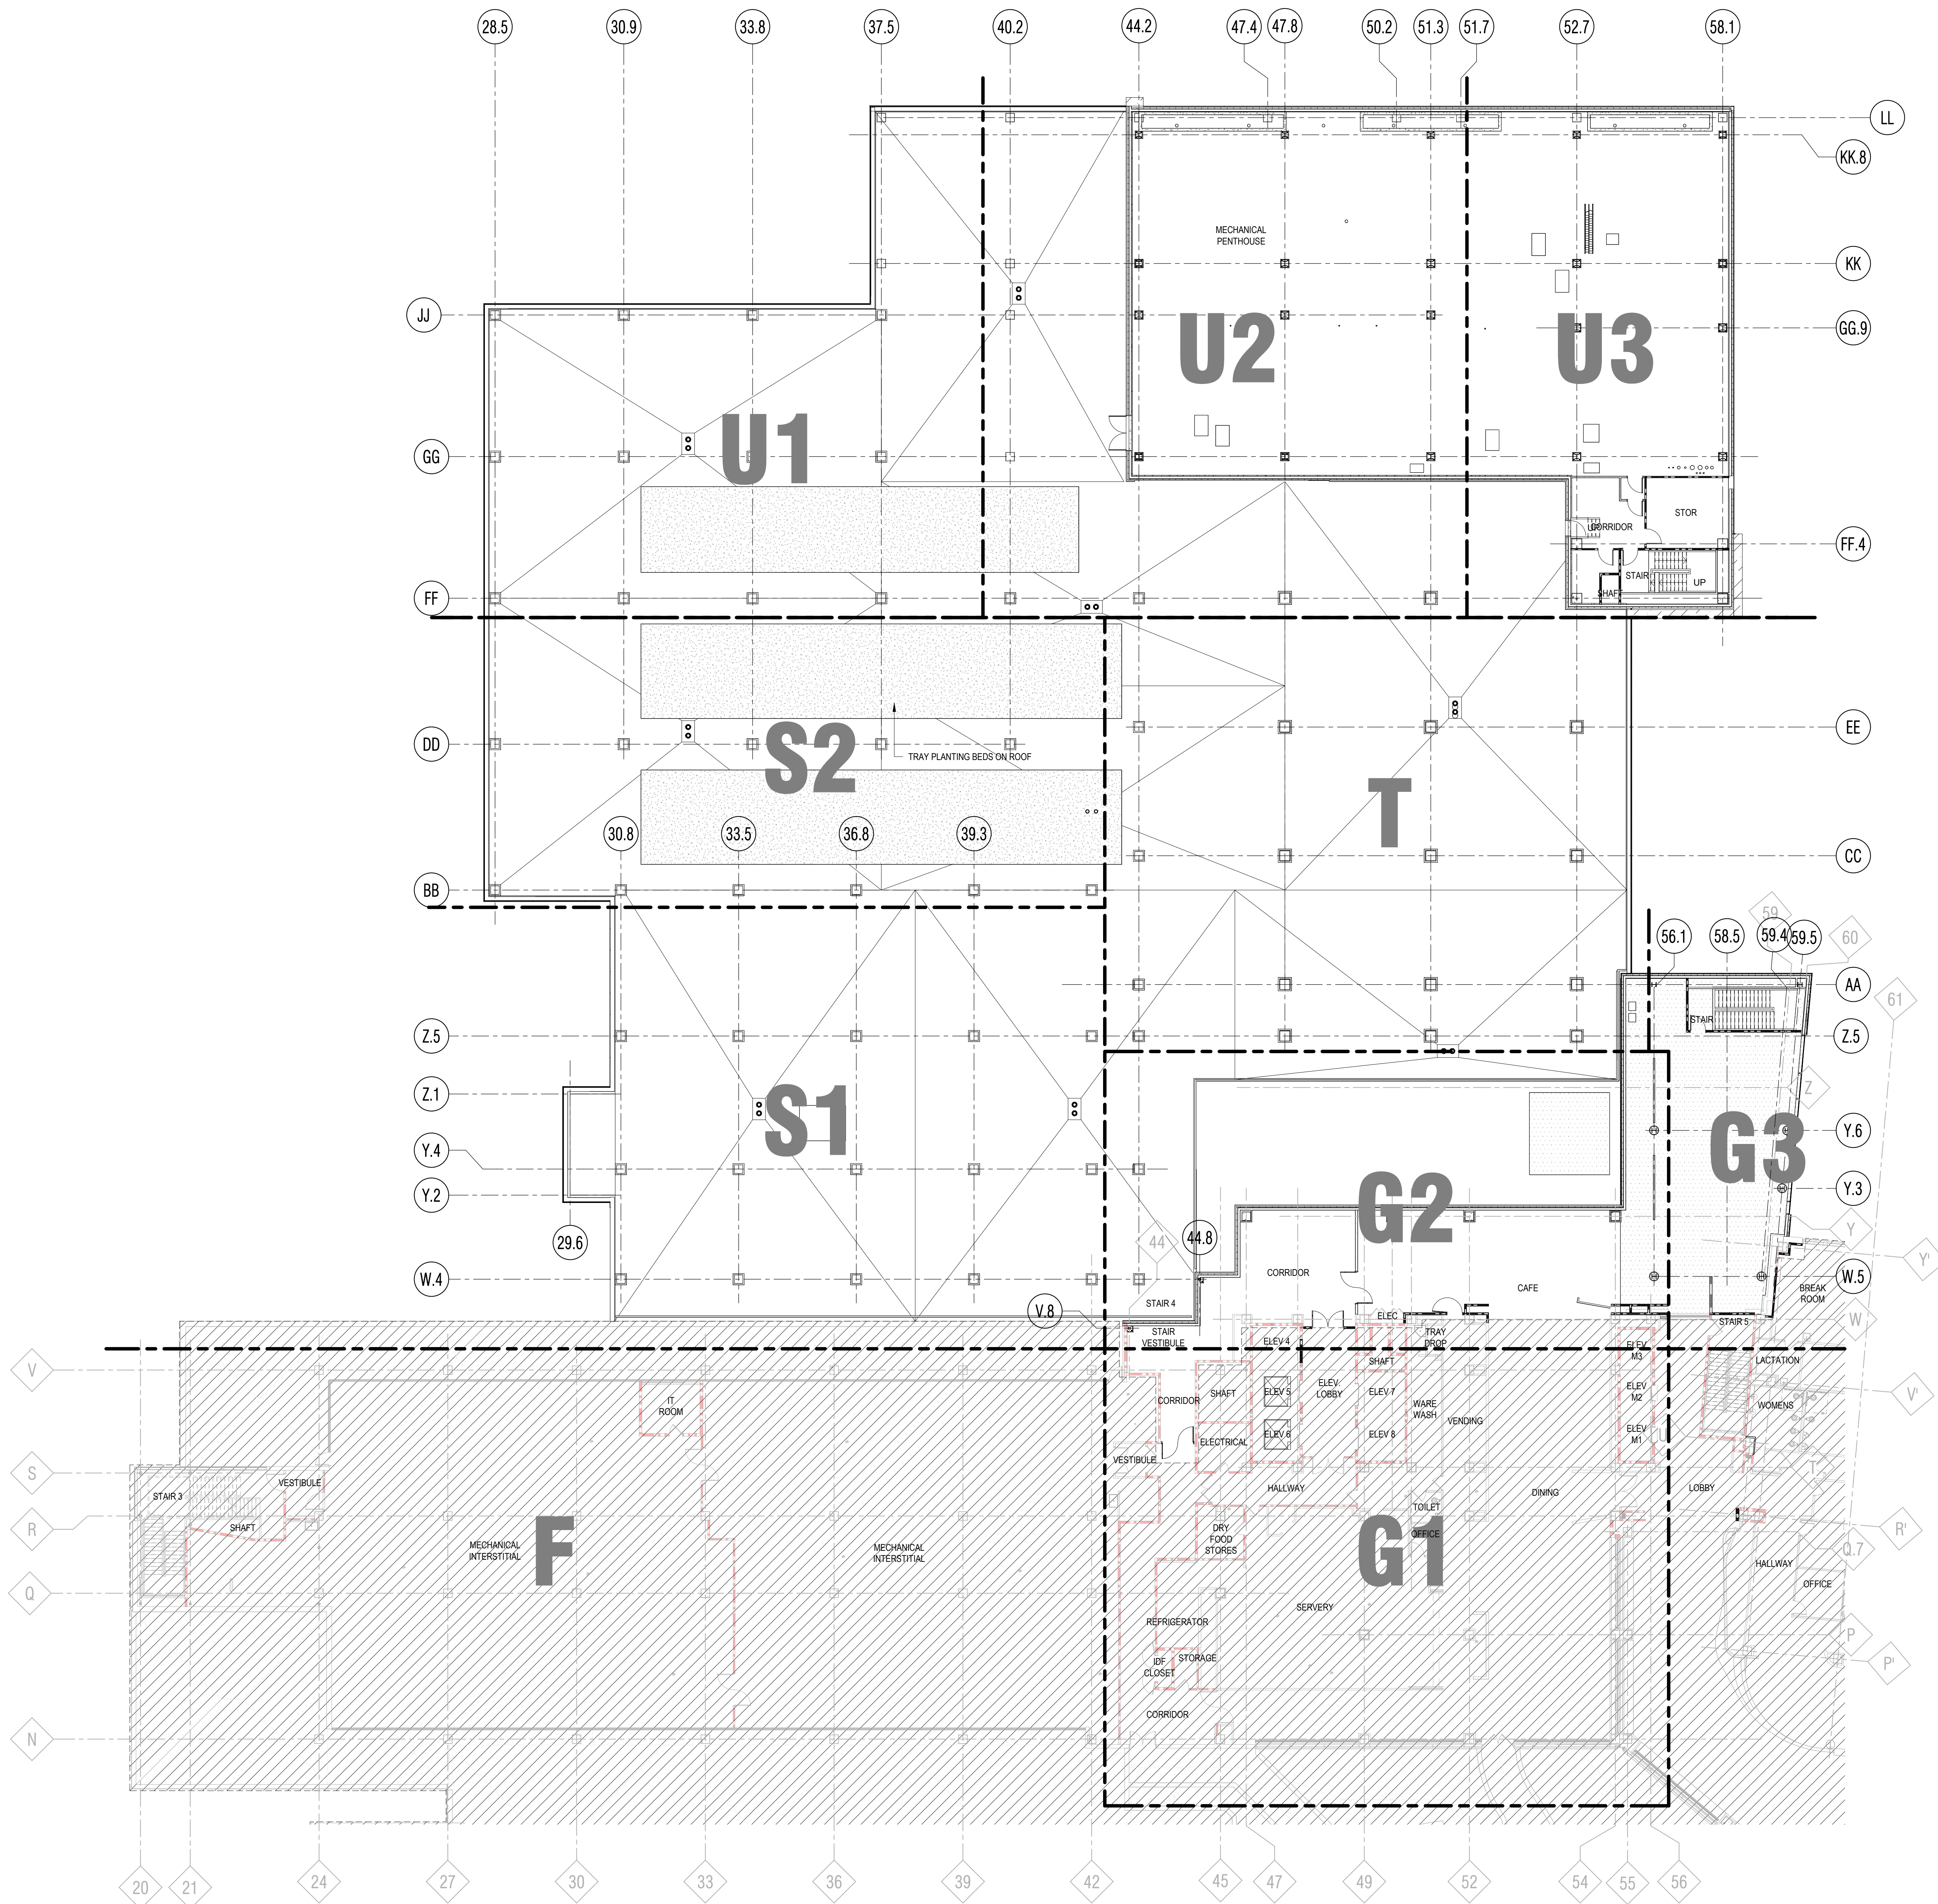 28.5
30.9
33.8
37.5
40.2
44.2
47.4
47.8
50.2
51.3
51.7
52.7
58.1
LL
KK.8
MECHANICAL
PENTHOUSE
KK
JJ
GG.9
U2
U3
U1
GG
STOR
UP
CORRIDOR
FF.4
STAIR
UP
SHAFT
FF
EE
DD
S2
TRAY PLANTING BEDS ON ROOF
T
30.8
33.5
36.8
39.3
CC
BB
59
56.1
58.5
59.4
59.5
60
AA
61
STAIR
Z.5
Z.5
Z
Z.1
S1
G3
Y.6
Y.4
Y.2
Y.3
G2
Y
29.6
44
44.8
Y'
W.4
CORRIDOR
CAFE
W.5
BREAK
ROOM
STAIR 4
V.8
ELEC
W
STAIR 5
STAIR
VESTIBULE
ELEV 4
TRAY
DROP
ELEV
M3
SHAFT
LACTATION
V
ELEV.
LOBBY
CORRIDOR
SHAFT
ELEV 5
ELEV 7
ELEV
M2
V'
IT
ROOM
WARE
WASH
WOMENS
VENDING
ELECTRICAL
ELEV 6
ELEV 8
ELEV
M1
U
VESTIBULE
T
S
VESTIBULE
STAIR 3
HALLWAY
DINING
LOBBY
TOILET
SHAFT
R
R'
DRY
FOOD
STORES
OFFICE
MECHANICAL
INTERSTITIAL
F
MECHANICAL
INTERSTITIAL
G1
Q.7
HALLWAY
OFFICE
Q
SERVERY
REFRIGERATOR
P
STORAGE
IDF
CLOSET
P'
CORRIDOR
N
20
21
24
27
30
33
36
39
42
45
47
49
52
54
55
56